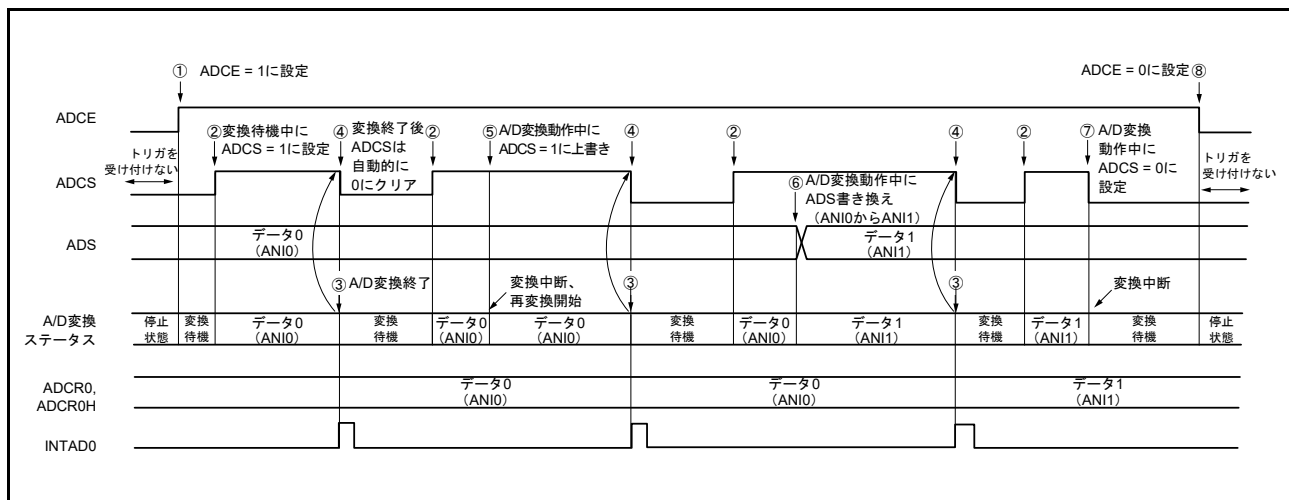 ① ADCE = 1に設定
ADCE = 0に設定 ⑧
ADCE
② 変換待機中に
ADCS = 1に設定
④ 変換終了後
ADCSは
自動的に
0にクリア
②
⑤ A/D変換動作中に
ADCS = 1に上書き
④
②
④
②
⑦ A/D変換
動作中に
ADCS = 0に
設定
トリガを
受け付けない
トリガを
受け付けない
ADCS
⑥ A/D変換動作中に
ADS書き換え
(ANI0からANI1)
ADS
データ0
(ANI0)
データ1
(ANI1)
③ A/D変換終了
変換中断、
再変換開始
③
③
変換中断
A/D変換
ステータス
停止
状態
変換
待機
データ0
(ANI0)
変換
待機
データ0
(ANI0)
データ0
(ANI0)
変換
待機
データ0
(ANI0)
データ1
(ANI1)
変換
待機
データ1
(ANI1)
変換
待機
停止
状態
ADCR0,
ADCR0H
データ0
(ANI0)
データ0
(ANI0)
データ1
(ANI1)
INTAD0